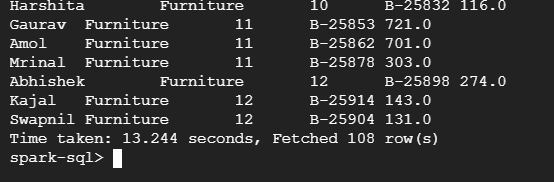 Harshita Furniture 10 B-25832 116.0
Gaurav Furniture 11 B-25853 721.0
Amol Furniture 11 B-25862 701.0
Mrinal Furniture 11 B-25878 303.0
Abhishek Furniture 12 B-25898 274.0
Kajal Furniture 12 B-25914 143.0
Swapnil Furniture 12 B-25904 131.0
Time taken: 13.244 seconds, Fetched 108 row(s)
spark-sql>